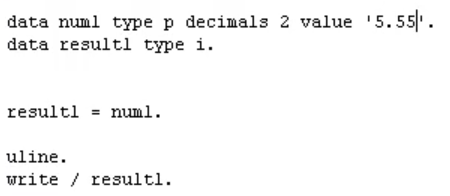 data num1 type p decimals 2 value '5.55'.
data result1 type i.
result1 = num1.
uline.
write / result1.